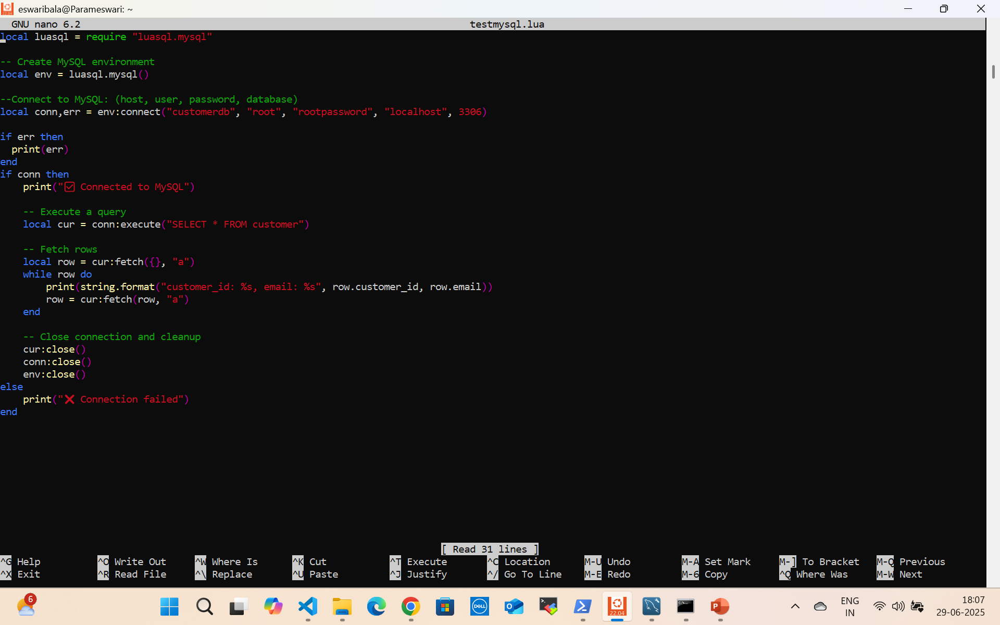 eswaribala@Parameswari: ~
GNU nano 6.2 testmysql.lua
local luasql = require "luasql.mysql"
-- Create MySQL environment
local env = luasql.mysql()
--Connect to MySQL: (host, user, password, database)
local conn,err = env:connect("customerdb", "root", "rootpassword", "localhost", 3306)
if err then
  print(err)
end
if conn then
    print("☑ Connected to MySQL")
    -- Execute a query
    local cur = conn:execute("SELECT * FROM customer")
    -- Fetch rows
    local row = cur:fetch({}, "a")
    while row do
        print(string.format("customer_id: %s, email: %s", row.customer_id, row.email))
        row = cur:fetch(row, "a")
    end
    -- Close connection and cleanup
    cur:close()
    conn:close()
    env:close()
else
    print("❌ Connection failed")
end
[ Read 31 lines ]
^G Help ^O Write Out ^W Where Is ^K Cut ^T Execute ^C Location M-U Undo M-A Set Mark M-] To Bracket M-Q Previous
^X Exit ^R Read File ^\ Replace ^U Paste ^J Justify ^/ Go To Line M-E Redo M-6 Copy ^Q Where Was M-W Next
6 DELL 22.04 ENG 18:07
IN 29-06-2025